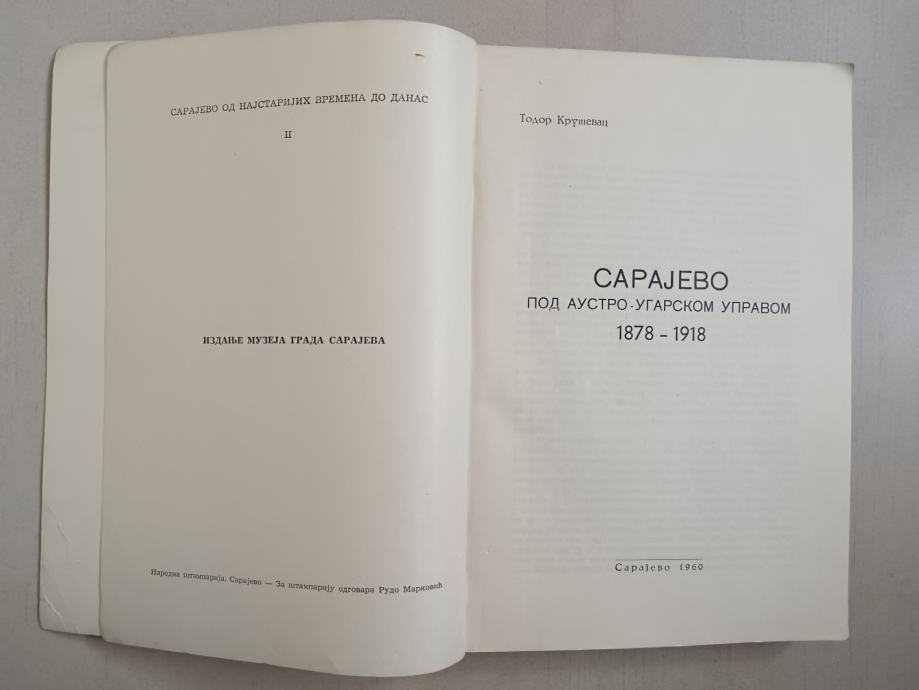 САРАЈЕВО ОД НАЈСТАРИЈИХ ВРЕМЕНА ДО ДАНАС
II
ИЗДАЊЕ МУЗЕЈА ГРАДА САРАЈЕВА
Народна штампарија, Сарајево — За штампарију одговара Рудо Марковић
Тодор Крушевац
САРАЈЕВО
ПОД АУСТРО-УГАРСКОМ УПРАВОМ
1878 - 1918
Сарајево 1960